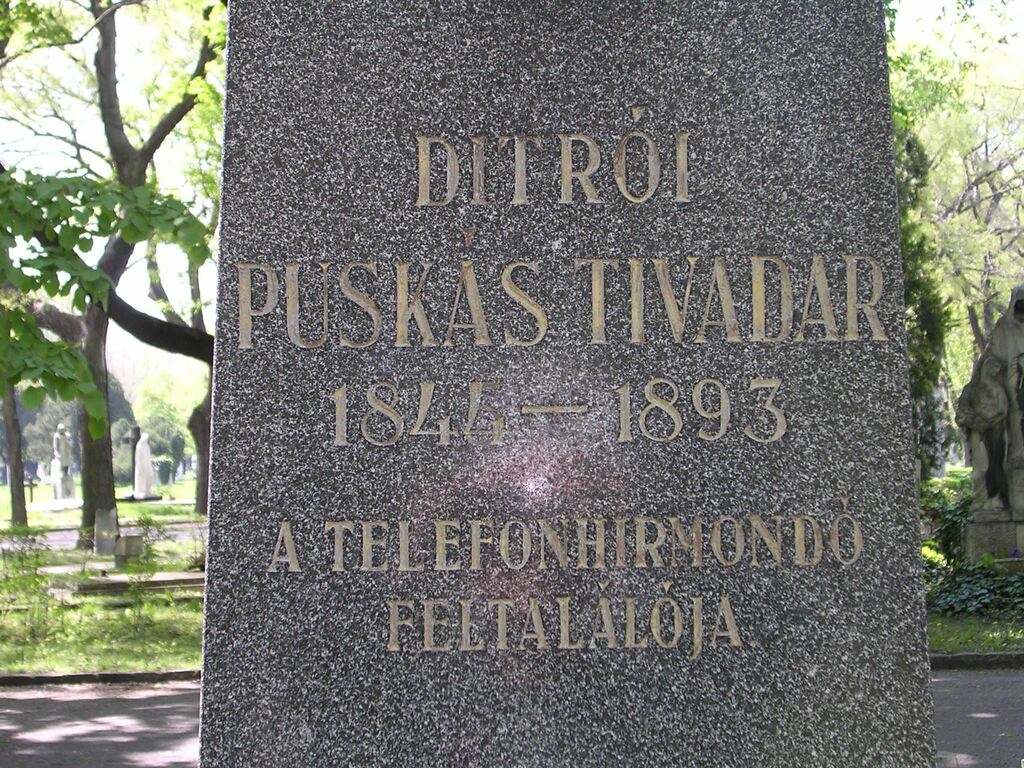 DITRÓI
PUSKÁS TIVADAR
1844 – 1893
A TELEFONHIRMONDÓ
FELTALÁLÓJA